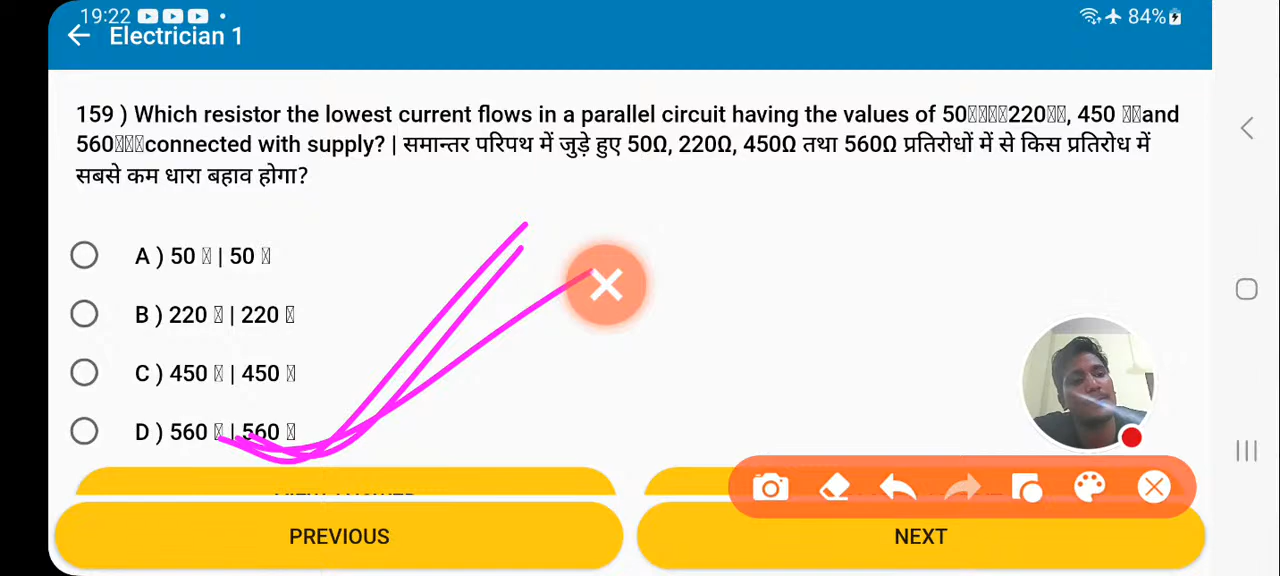 19:22
84%
Electrician 1
159 ) Which resistor the lowest current flows in a parallel circuit having the values of 50▯▯▯▯220▯▯, 450 ▯▯and
560▯▯▯connected with supply? | समान्तर परिपथ में जुड़े हुए 50Ω, 220Ω, 450Ω तथा 560Ω प्रतिरोधों में से किस प्रतिरोध में
सबसे कम धारा बहाव होगा?
A ) 50 ▯ | 50 ▯
B ) 220 ▯ | 220 ▯
C ) 450 ▯ | 450 ▯
D ) 560 ▯ | 560 ▯
PREVIOUS
NEXT